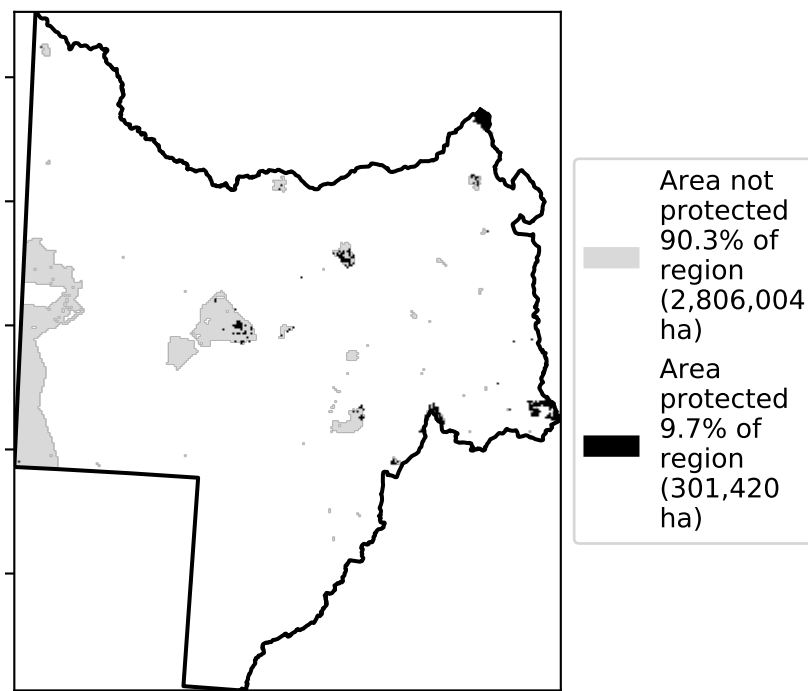 Area not
protected
90.3% of
region
(2,806,004
ha)
Area
protected
9.7% of
region
(301,420
ha)